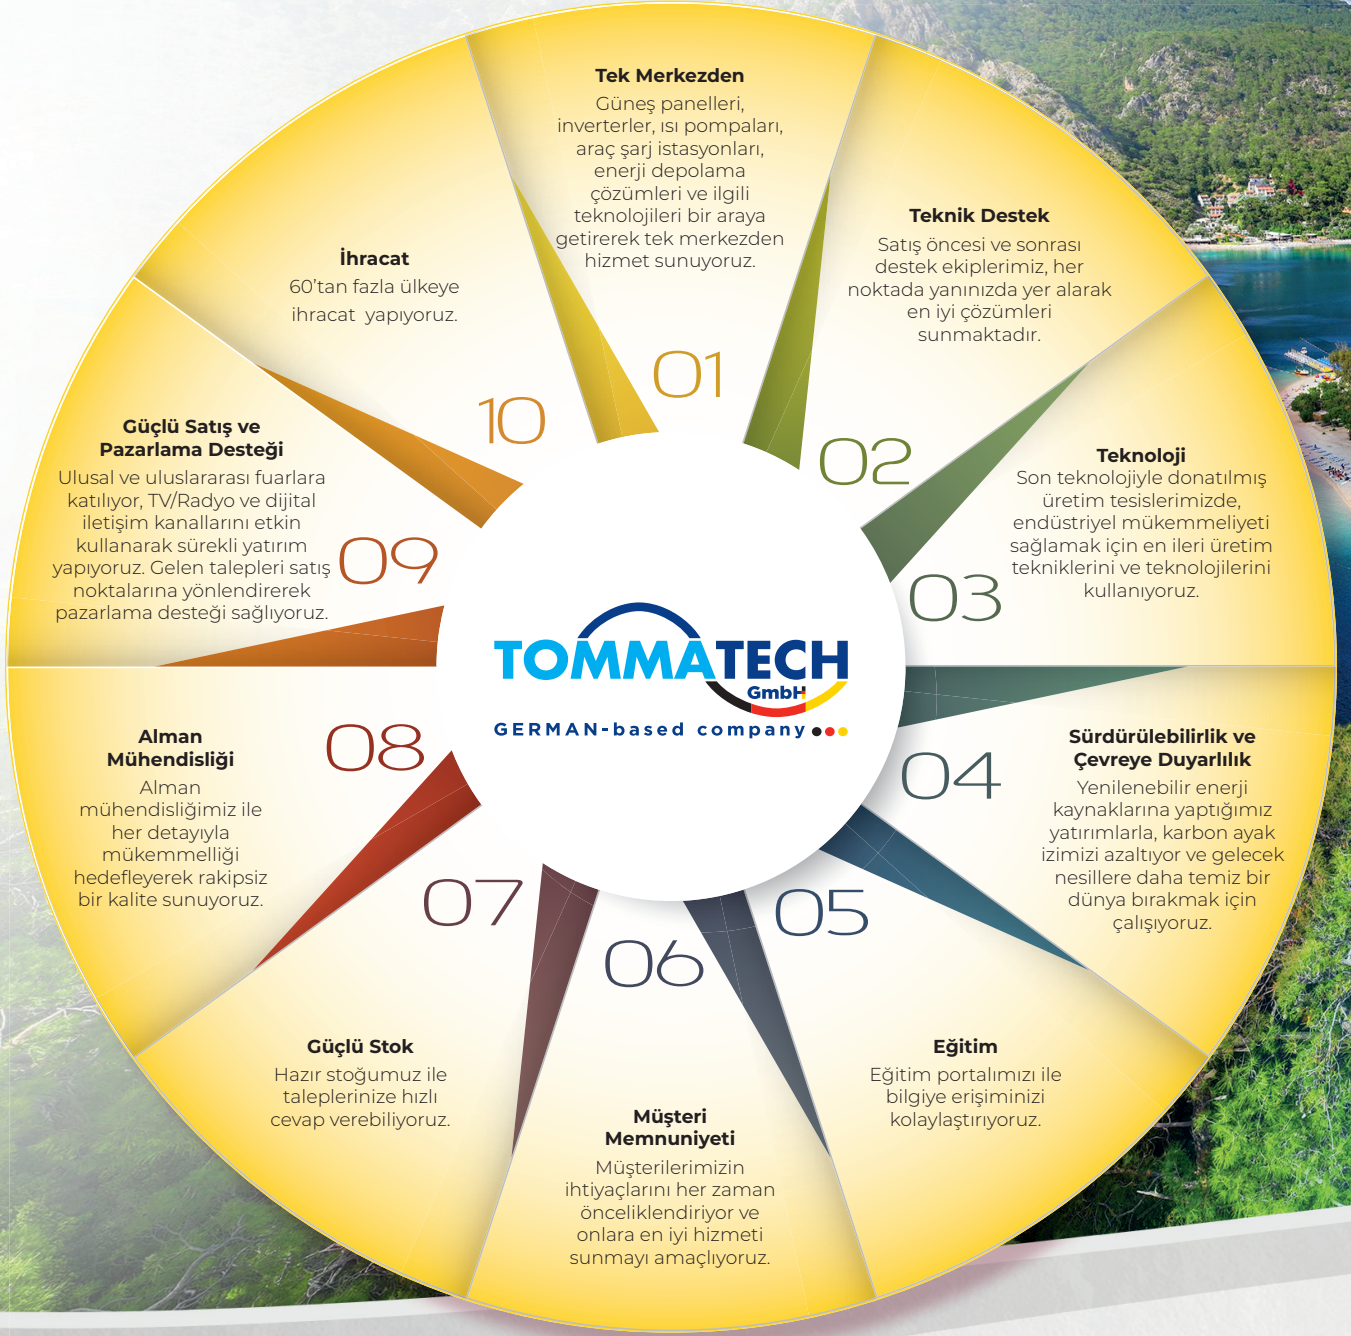 Tek Merkezden
Güneş panelleri,
inverterler, ısı pompaları,
araç şarj istasyonları,
enerji depolama
çözümleri ve ilgili
teknolojileri bir araya
getirerek tek merkezden
hizmet sunuyoruz.
01
Teknik Destek
Satış öncesi ve sonrası
destek ekiplerimiz, her
noktada yanınızda yer alarak
en iyi çözümleri
sunmaktadır.
02
Teknoloji
Son teknolojiyle donatılmış
üretim tesislerimizde,
endüstriyel mükemmeliyeti
sağlamak için en ileri üretim
tekniklerini ve teknolojilerini
kullanıyoruz.
03
Sürdürülebilirlik ve
Çevreye Duyarlılık
Yenilenebilir enerji
kaynaklarına yaptığımız
yatırımlarla, karbon ayak
izimizi azaltıyor ve gelecek
nesillere daha temiz bir
dünya bırakmak için
çalışıyoruz.
04
Eğitim
Eğitim portalımızı ile
bilgiye erişiminizi
kolaylaştırıyoruz.
05
Müşteri
Memnuniyeti
Müşterilerimizin
ihtiyaçlarını her zaman
önceliklendiriyor ve
onlara en iyi hizmeti
sunmayı amaçlıyoruz.
06
Güçlü Stok
Hazır stoğumuz ile
taleplerinize hızlı
cevap verebiliyoruz.
07
Alman
Mühendisliği
Alman
mühendisliğimiz ile
her detayıyla
mükemmelliği
hedefleyerek rakipsiz
bir kalite sunuyoruz.
08
Güçlü Satış ve
Pazarlama Desteği
Ulusal ve uluslararası fuarlara
katılıyor, TV/Radyo ve dijital
iletişim kanallarını etkin
kullanarak sürekli yatırım
yapıyoruz. Gelen talepleri satış
noktalarına yönlendirerek
pazarlama desteği sağlıyoruz.
09
İhracat
60'tan fazla ülkeye
ihracat yapıyoruz.
10
TOMMATECH
GmbH
GERMAN-based company